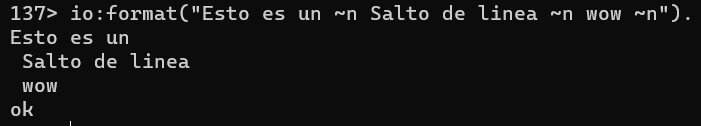 137> io:format("Esto es un ~n Salto de linea ~n wow ~n").
Esto es un
 Salto de linea
 wow
ok